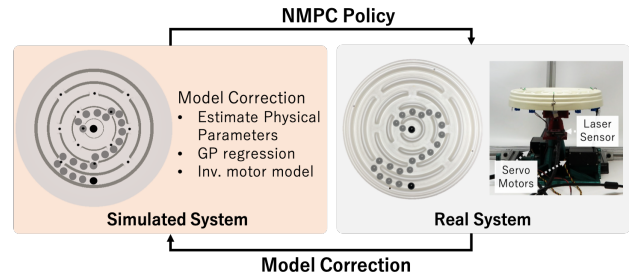 NMPC Policy
Model Correction
• Estimate Physical
Parameters
• GP regression
• Inv. motor model
Laser
Sensor
Servo
Motors
Simulated System
Real System
Model Correction